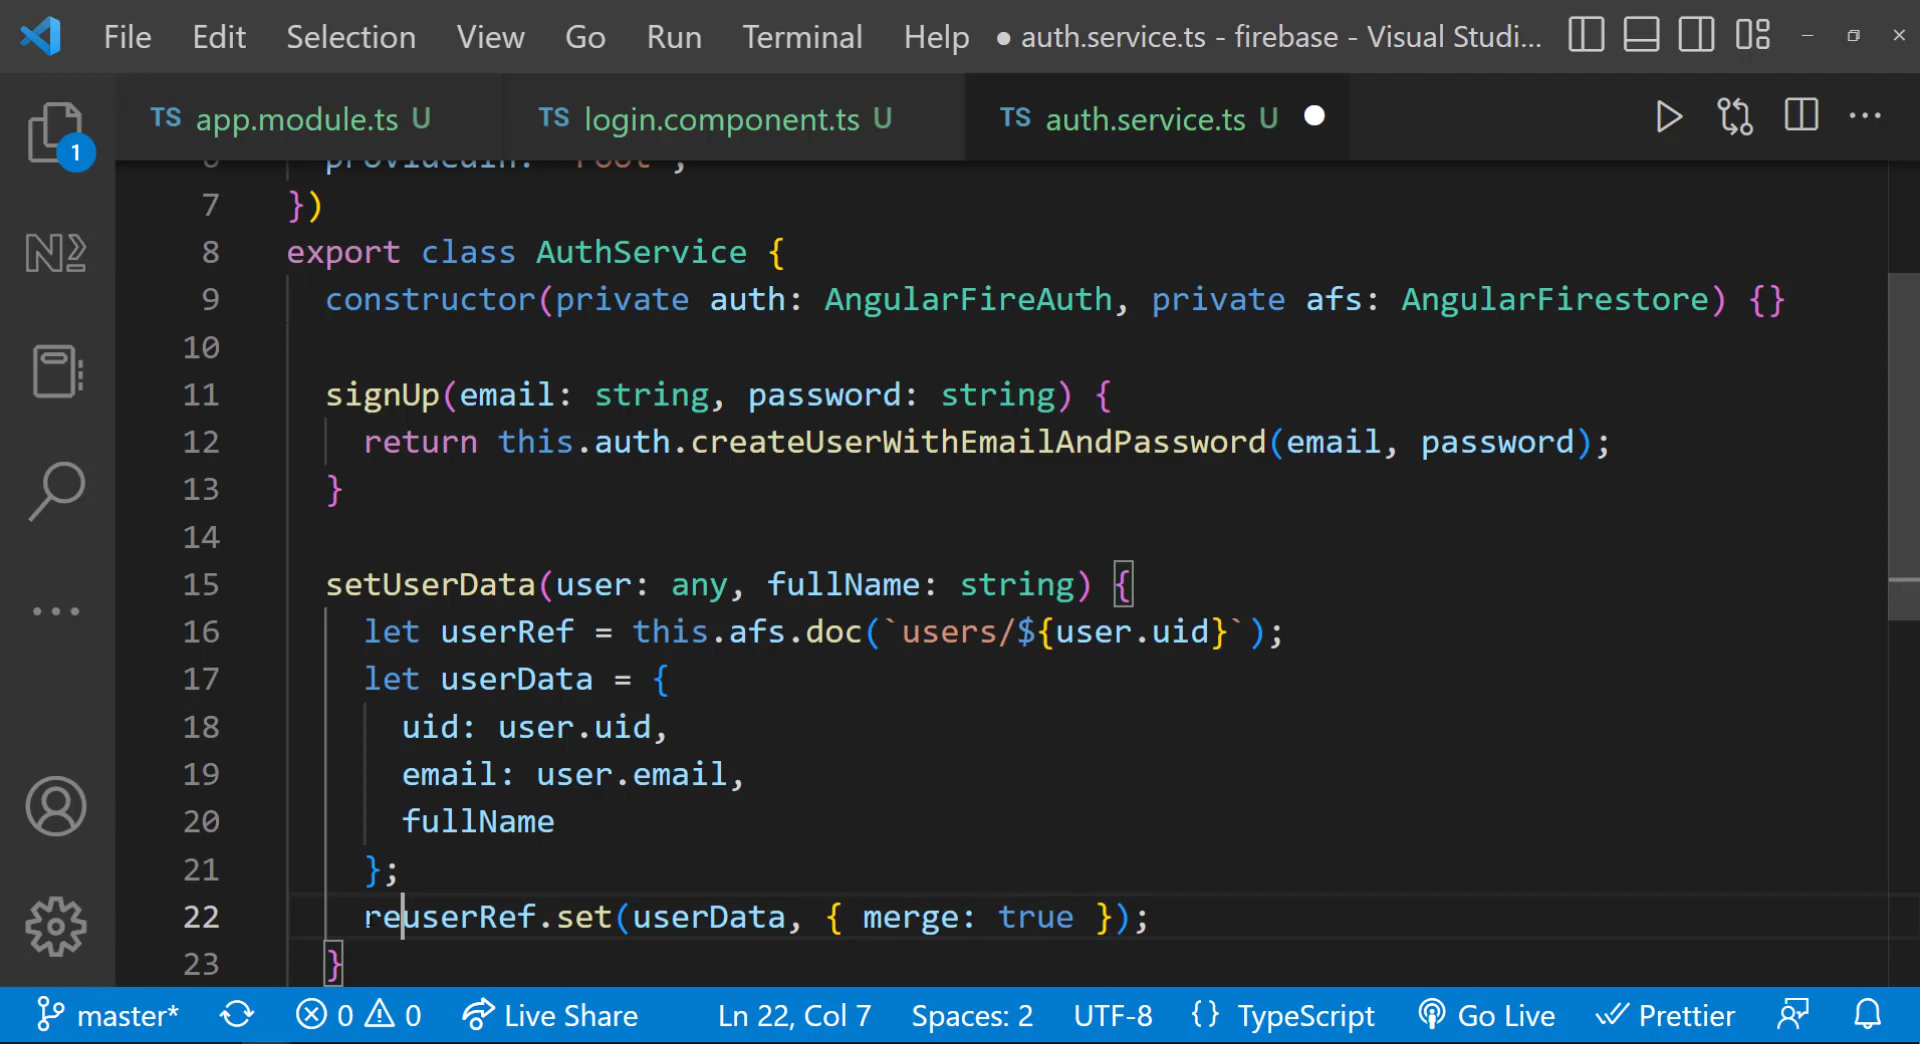 File Edit Selection View Go Run Terminal Help ● auth.service.ts - firebase - Visual Studi...
TS app.module.ts U TS login.component.ts U TS auth.service.ts U
1
6 providedIn: 'root',
7 })
8 export class AuthService {
9 constructor(private auth: AngularFireAuth, private afs: AngularFirestore) {}
10
11 signUp(email: string, password: string) {
12 return this.auth.createUserWithEmailAndPassword(email, password);
13 }
14
15 setUserData(user: any, fullName: string) {
16 let userRef = this.afs.doc(`users/${user.uid}`);
17 let userData = {
18 uid: user.uid,
19 email: user.email,
20 fullName
21 };
22 reuserRef.set(userData, { merge: true });
23 }
master* 0 0 Live Share Ln 22, Col 7 Spaces: 2 UTF-8 {} TypeScript Go Live Prettier